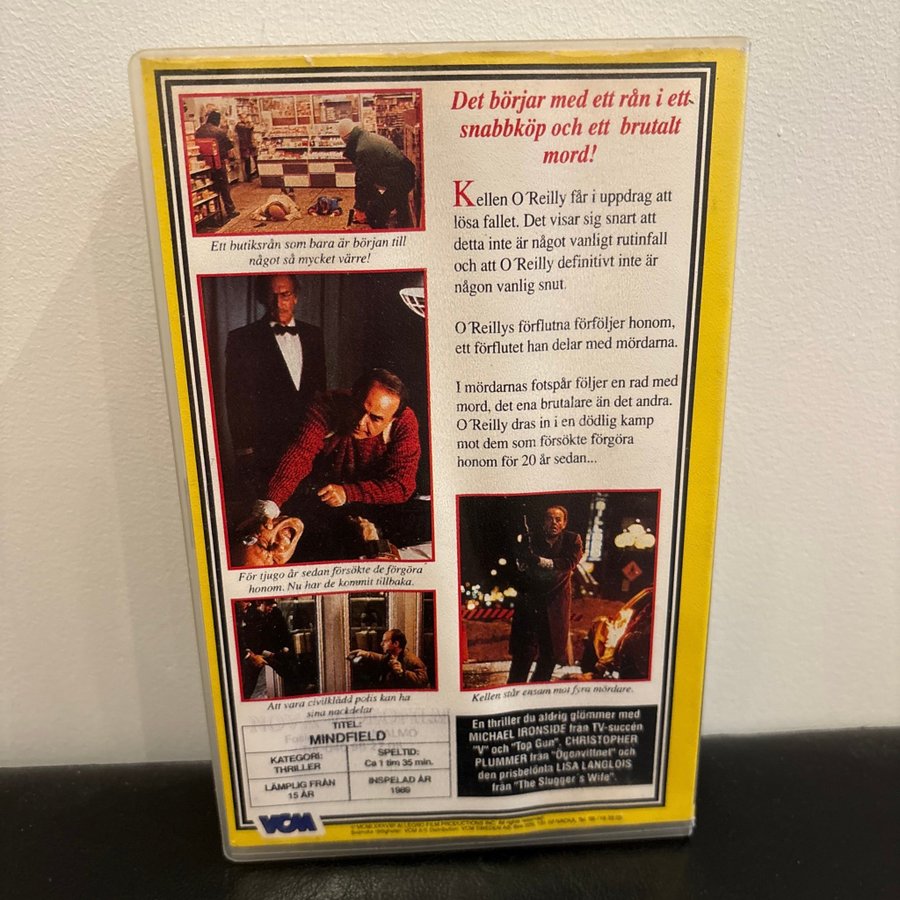 Det börjar med ett rån i ett
snabbköp och ett brutalt
mord!
Ett butiksrån som bara är början till
något så mycket värre!
Kellen O´Reilly får i uppdrag att
lösa fallet. Det visar sig snart att
detta inte är något vanligt rutinfall
och att O´Reilly definitivt inte är
någon vanlig snut.
O´Reillys förflutna förföljer honom,
ett förflutet han delar med mördarna.
I mördarnas fotspår följer en rad med
mord, det ena brutalare än det andra.
O´Reilly dras in i en dödlig kamp
mot dem som försökte förgöra
honom för 20 år sedan...
För tjugo år sedan försökte de förgöra
honom. Nu har de kommit tillbaka.
Att vara civilklädd polis kan ha
sina nackdelar
Kellen står ensam mot fyra mördare.
TITEL:
MINDFIELD
KATEGORI:
THRILLER
SPELTID:
Ca 1 tim 35 min.
LÄMPLIG FRÅN
15 ÅR
INSPELAD ÅR
1989
En thriller du aldrig glömmer med
MICHAEL IRONSIDE från TV-succén
"V" och "Top Gun", CHRISTOPHER
PLUMMER från "Ögonvittnet" och
den prisbelönta LISA LANGLOIS
från "The Slugger´s Wife".
VCM
ALLEGRO FILM PRODUCTIONS INC. All rights reserved